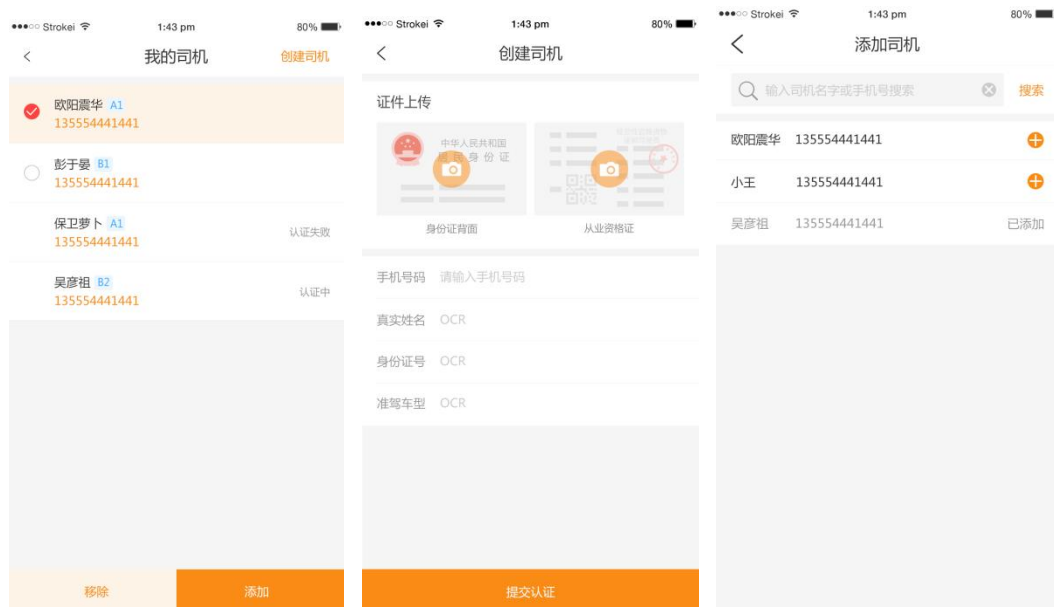 Strokei
1:43 pm
80%
我的司机
创建司机
欧阳震华 A1
135554441441
彭于晏 B1
135554441441
保卫萝卜 A1
135554441441
认证失败
吴彦祖 B2
135554441441
认证中
移除
添加
Strokei
1:43 pm
80%
创建司机
证件上传
中华人民共和国
居民身份证
身份证背面
从业资格证
手机号码 请输入手机号码
真实姓名 OCR
身份证号 OCR
准驾车型 OCR
提交认证
Strokei
1:43 pm
80%
添加司机
输入司机名字或手机号搜索
搜索
欧阳震华 135554441441
小王 135554441441
吴彦祖 135554441441 已添加